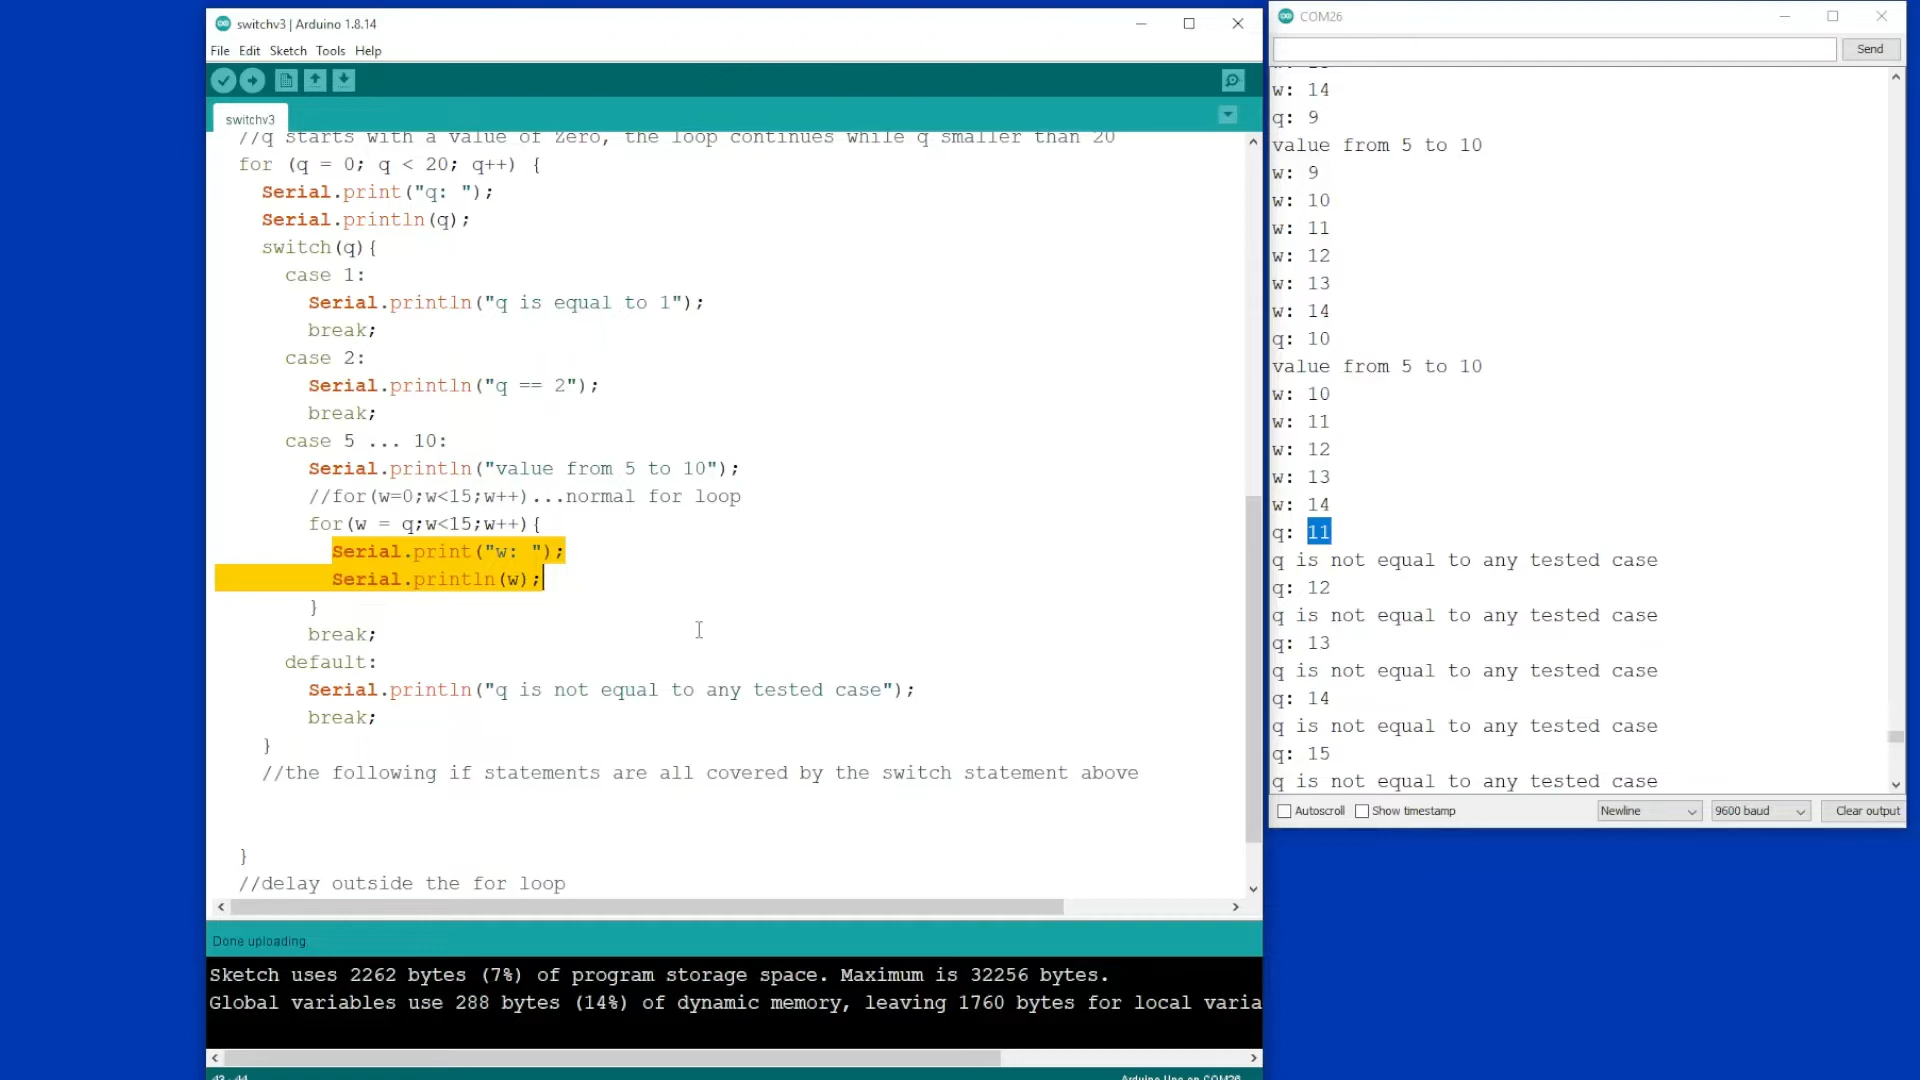 switchv3 | Arduino 1.8.14
File Edit Sketch Tools Help
switchv3
//q starts with a value of Zero, the loop continues while q smaller than 20
for (q = 0; q < 20; q++) {
Serial.print("q: ");
Serial.println(q);
switch(q){
case 1:
Serial.println("q is equal to 1");
break;
case 2:
Serial.println("q == 2");
break;
case 5 ... 10:
Serial.println("value from 5 to 10");
//for(w=0;w<15;w++)...normal for loop
for(w = q;w<15;w++){
Serial.print("w: ");
Serial.println(w);
}
break;
default:
Serial.println("q is not equal to any tested case");
break;
}
//the following if statements are all covered by the switch statement above
}
//delay outside the for loop
Done uploading.
Sketch uses 2262 bytes (7%) of program storage space. Maximum is 32256 bytes.
Global variables use 288 bytes (14%) of dynamic memory, leaving 1760 bytes for local varia
Arduino Uno on COM26
COM26
Send
w: 14
q: 9
value from 5 to 10
w: 9
w: 10
w: 11
w: 12
w: 13
w: 14
q: 10
value from 5 to 10
w: 10
w: 11
w: 12
w: 13
w: 14
q: 11
q is not equal to any tested case
q: 12
q is not equal to any tested case
q: 13
q is not equal to any tested case
q: 14
q is not equal to any tested case
q: 15
q is not equal to any tested case
Autoscroll Show timestamp Newline 9600 baud Clear output